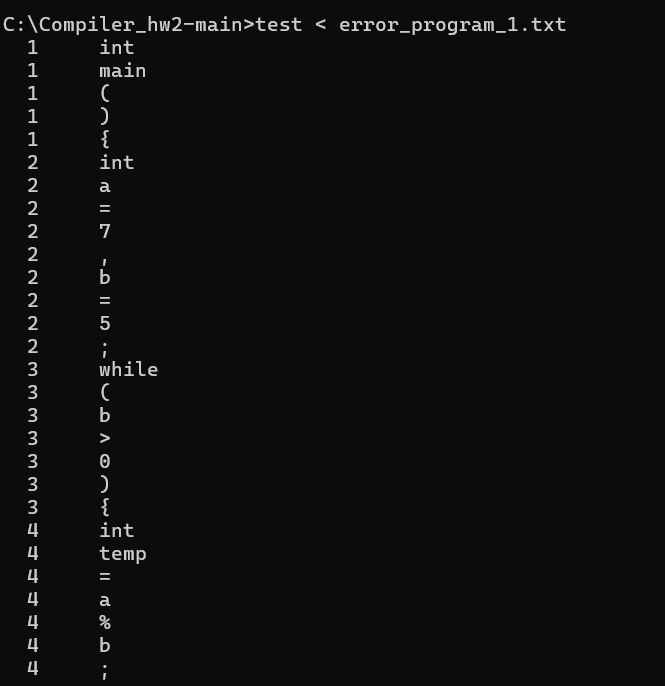 C:\Compiler_hw2-main>test < error_program_1.txt
1 int
1 main
1 (
1 )
1 {
2 int
2 a
2 =
2 7
2 ,
2 b
2 =
2 5
2 ;
3 while
3 (
3 b
3 >
3 0
3 )
3 {
4 int
4 temp
4 =
4 a
4 %
4 b
4 ;